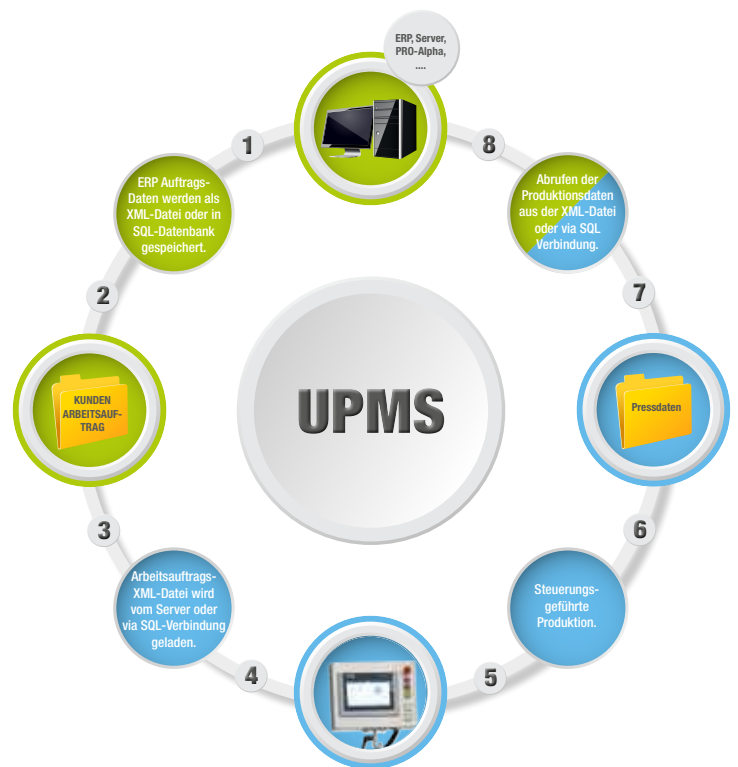 ERP, Server,
PRO-Alpha,
....
1
ERP Auftrags-
Daten werden als
XML-Datei oder in
SQL-Datenbank
gespeichert.
2
KUNDEN
ARBEITSAUF-
TRAG
3
Arbeitsauftrags-
XML-Datei wird
vom Server oder
via SQL-Verbindung
geladen.
4
5
Steuerungs-
geführte
Produktion.
6
Pressdaten
7
Abrufen der
Produktionsdaten
aus der XML-Datei
oder via SQL
Verbindung.
8
UPMS